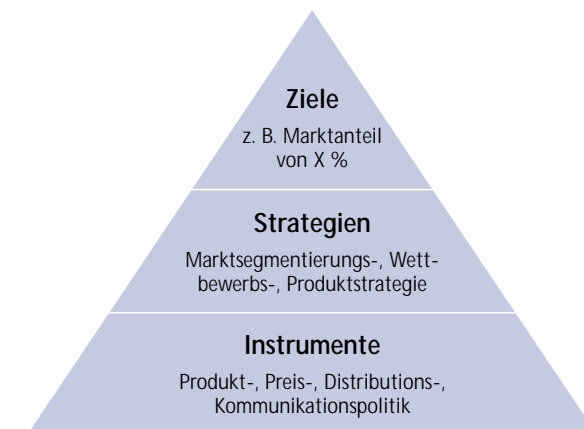 Ziele
z. B. Marktanteil
von X %
Strategien
Marktsegmentierungs-, Wett-
bewerbs-, Produktstrategie
Instrumente
Produkt-, Preis-, Distributions-,
Kommunikationspolitik